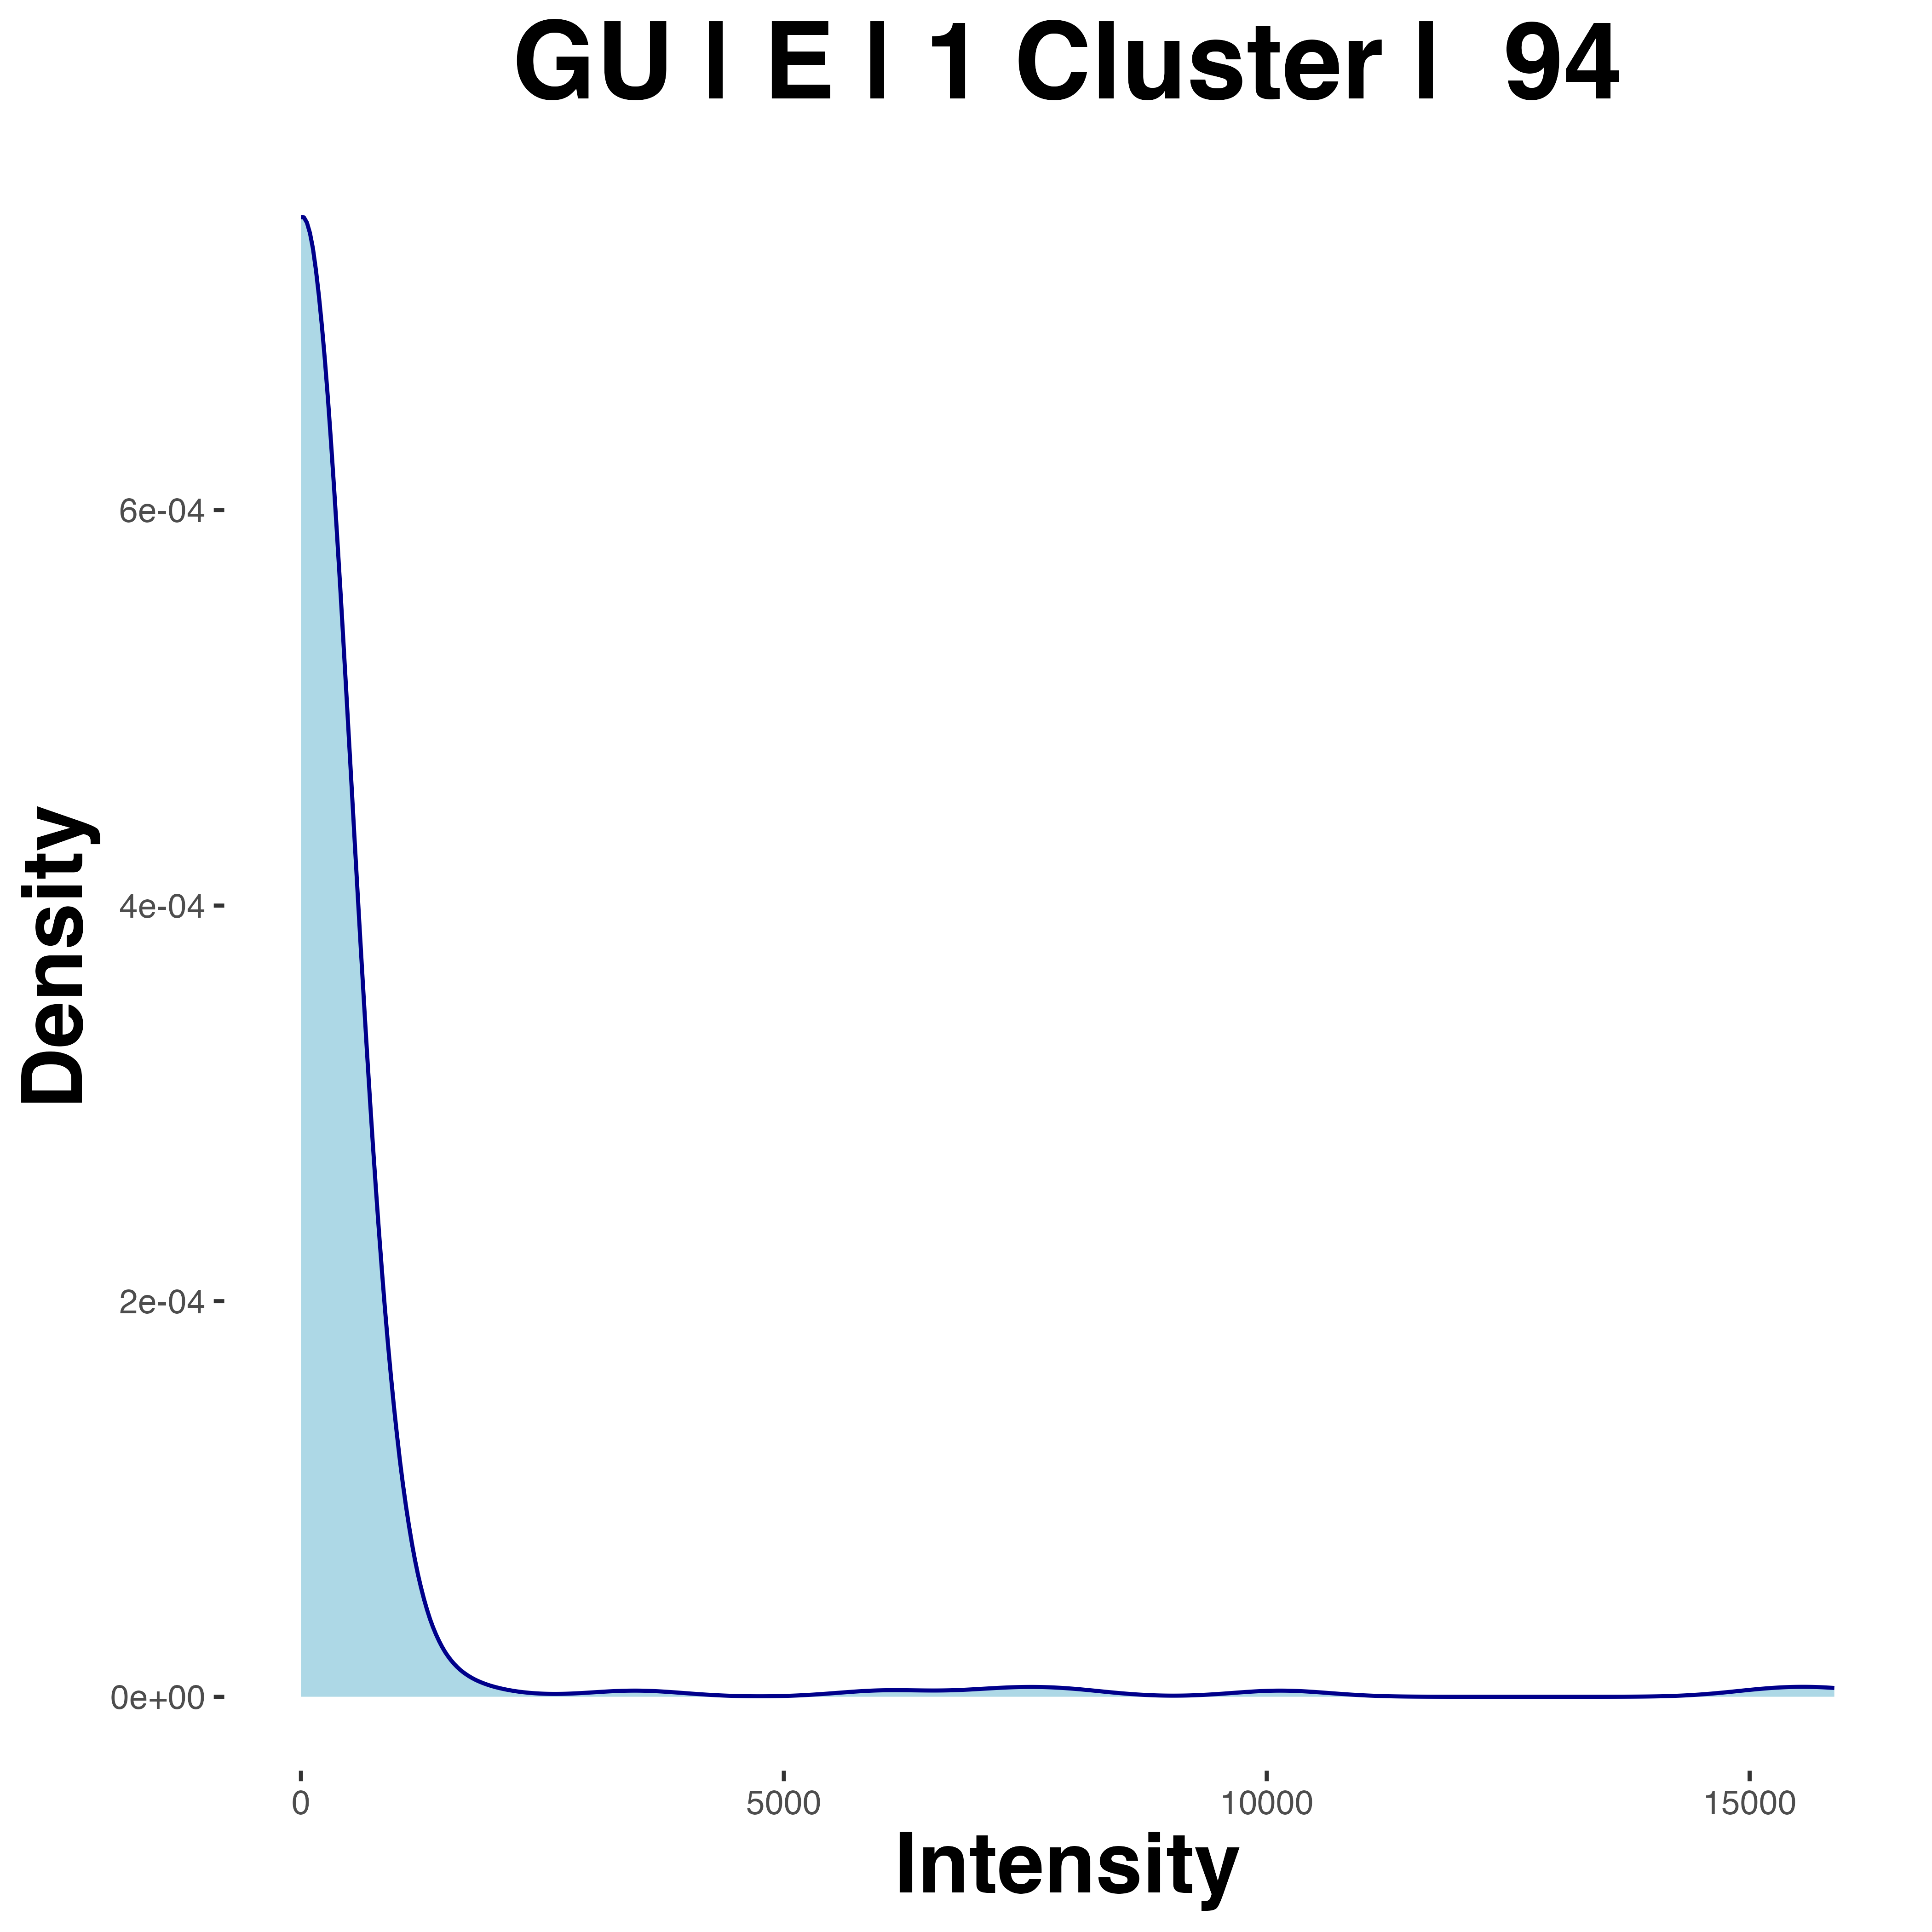 GU | E | 1 Cluster |  94
Density
6e-04
4e-04
2e-04
0e+00
0 5000 10000 15000
Intensity